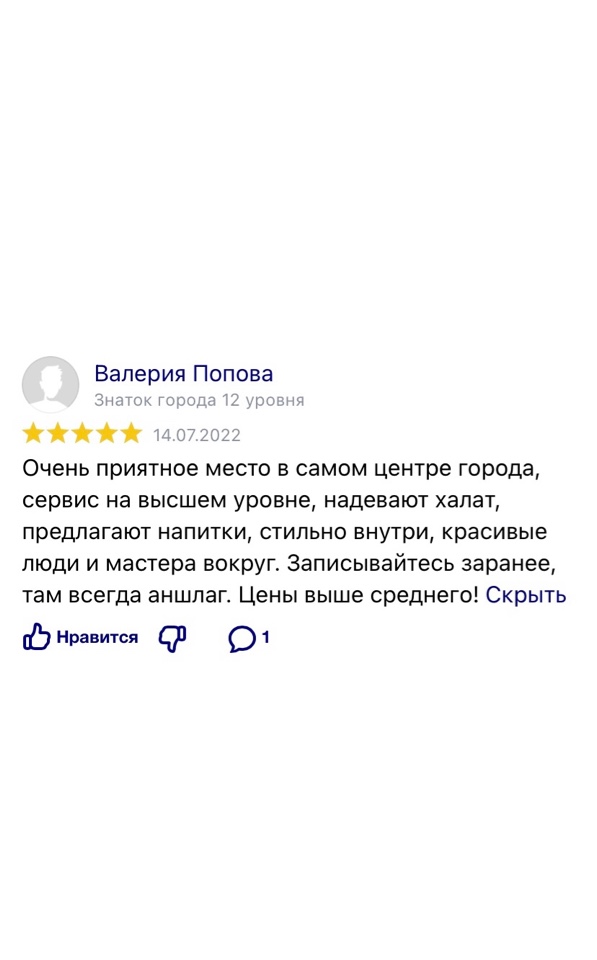 Валерия Попова
Знаток города 12 уровня
14.07.2022
Очень приятное место в самом центре города,
сервис на высшем уровне, надевают халат,
предлагают напитки, стильно внутри, красивые
люди и мастера вокруг. Записывайтесь заранее,
там всегда аншлаг. Цены выше среднего! Скрыть
Нравится 1